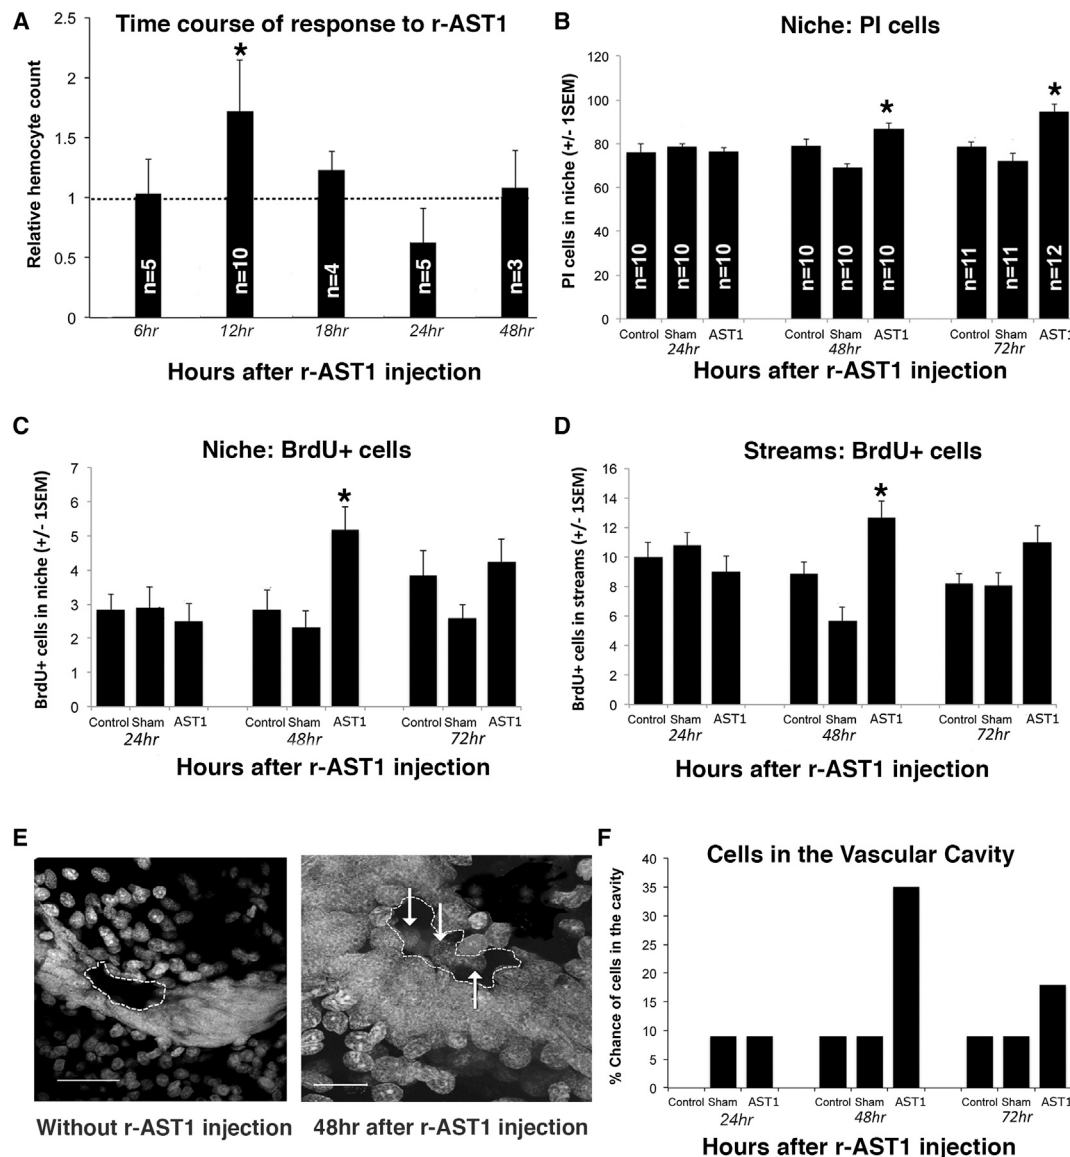 A
Time course of response to r-AST1
*
Relative hemocyte count
2.5
2
1.5
1
0.5
0
n=5
n=10
n=4
n=5
n=3
6hr
12hr
18hr
24hr
48hr
Hours after r-AST1 injection
B
Niche: PI cells
*
*
PI cells in niche (+/- 1SEM)
120
100
80
60
40
20
0
n=10
n=10
n=10
n=10
n=10
n=10
n=11
n=11
n=12
Control Sham AST1
24hr
Control Sham AST1
48hr
Control Sham AST1
72hr
Hours after r-AST1 injection
C
Niche: BrdU+ cells
*
BrdU+ cells in niche (+/- 1SEM)
7
6
5
4
3
2
1
0
Control Sham AST1
24hr
Control Sham AST1
48hr
Control Sham AST1
72hr
Hours after r-AST1 injection
D
Streams: BrdU+ cells
*
BrdU+ cells in streams (+/- 1SEM)
16
14
12
10
8
6
4
2
0
Control Sham AST1
24hr
Control Sham AST1
48hr
Control Sham AST1
72hr
Hours after r-AST1 injection
E
Without r-AST1 injection
48hr after r-AST1 injection
F
Cells in the Vascular Cavity
% Chance of cells in the cavity
40
35
30
25
20
15
10
5
0
Control Sham AST1
24hr
Control Sham AST1
48hr
Control Sham AST1
72hr
Hours after r-AST1 injection